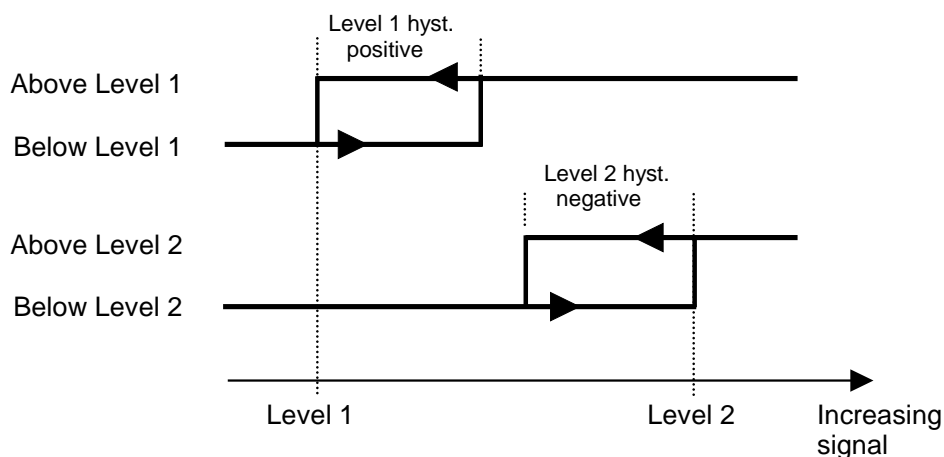 Level 1 hyst.
positive
Above Level 1
Below Level 1
Level 2 hyst.
negative
Above Level 2
Below Level 2
Level 1
Level 2
Increasing
signal